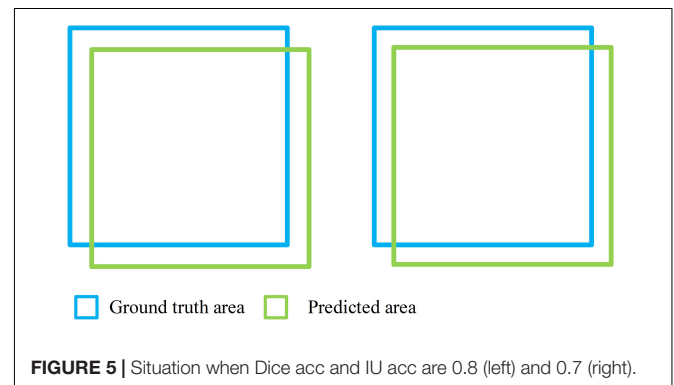 Ground truth area Predicted area
FIGURE 5 | Situation when Dice acc and IU acc are 0.8 (left) and 0.7 (right).